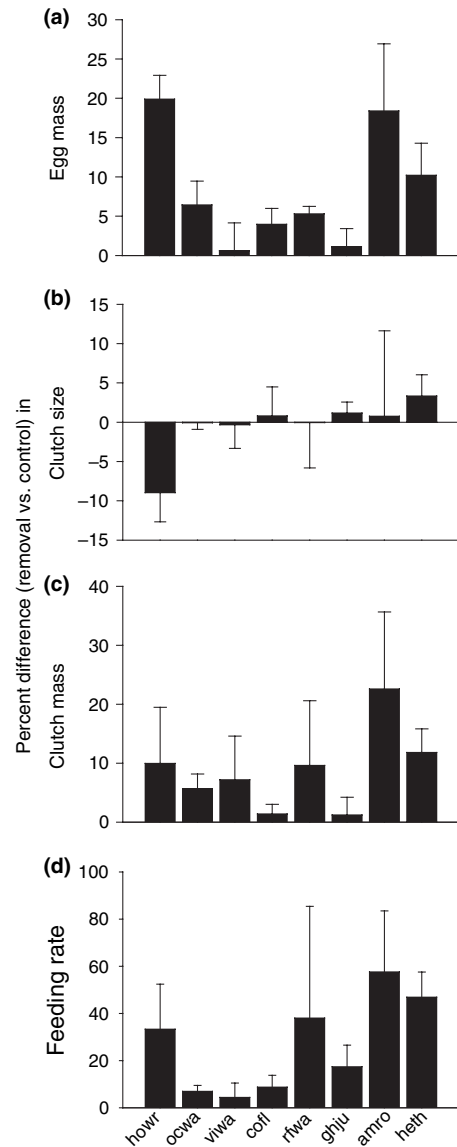 Percent difference (removal vs. control) in
(a)
Egg mass
30
25
20
15
10
5
0
(b)
Clutch size
15
10
5
0
−5
−10
−15
(c)
Clutch mass
40
30
20
10
0
(d)
Feeding rate
100
80
60
40
20
0
howr ocwa viwa cofl rfwa ghju amro heth